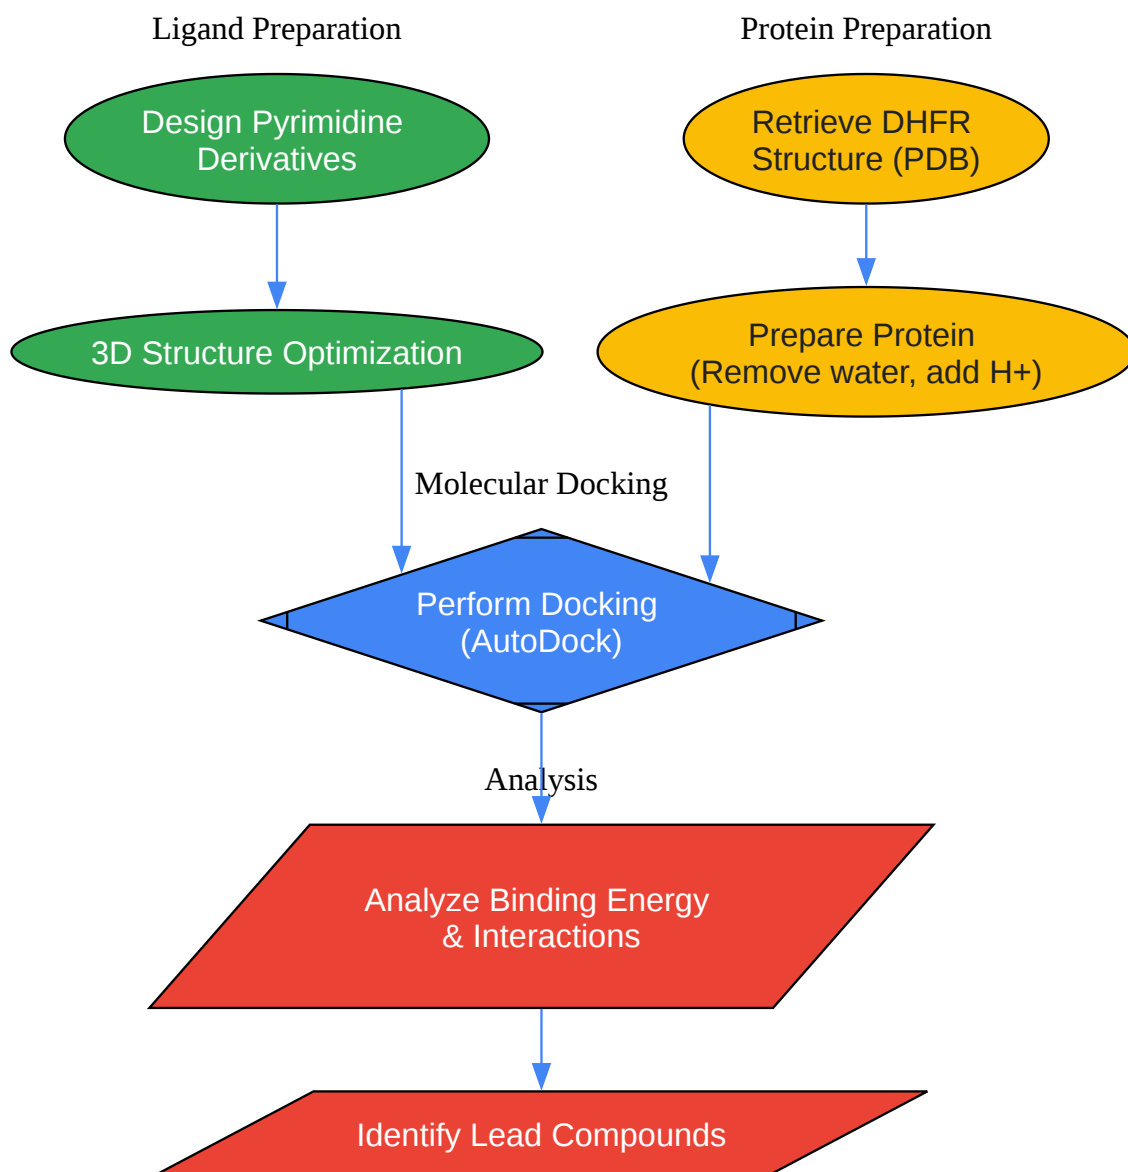 Ligand Preparation
Protein Preparation
Design Pyrimidine
Derivatives
Retrieve DHFR
Structure (PDB)
3D Structure Optimization
Prepare Protein
(Remove water, add H+)
Molecular Docking
Perform Docking
(AutoDock)
Analysis
Analyze Binding Energy
& Interactions
Identify Lead Compounds